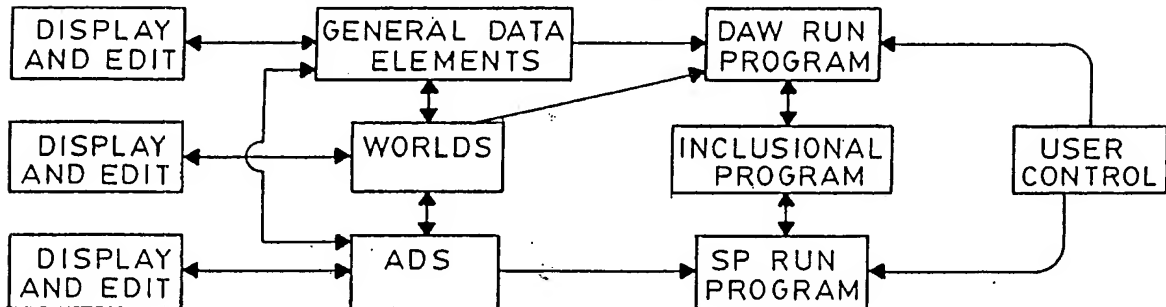 DISPLAY
AND EDIT
GENERAL DATA
ELEMENTS
DAW RUN
PROGRAM
DISPLAY
AND EDIT
WORLDS
INCLUSIONAL
PROGRAM
USER
CONTROL
DISPLAY
AND EDIT
ADS
SP RUN
PROGRAM